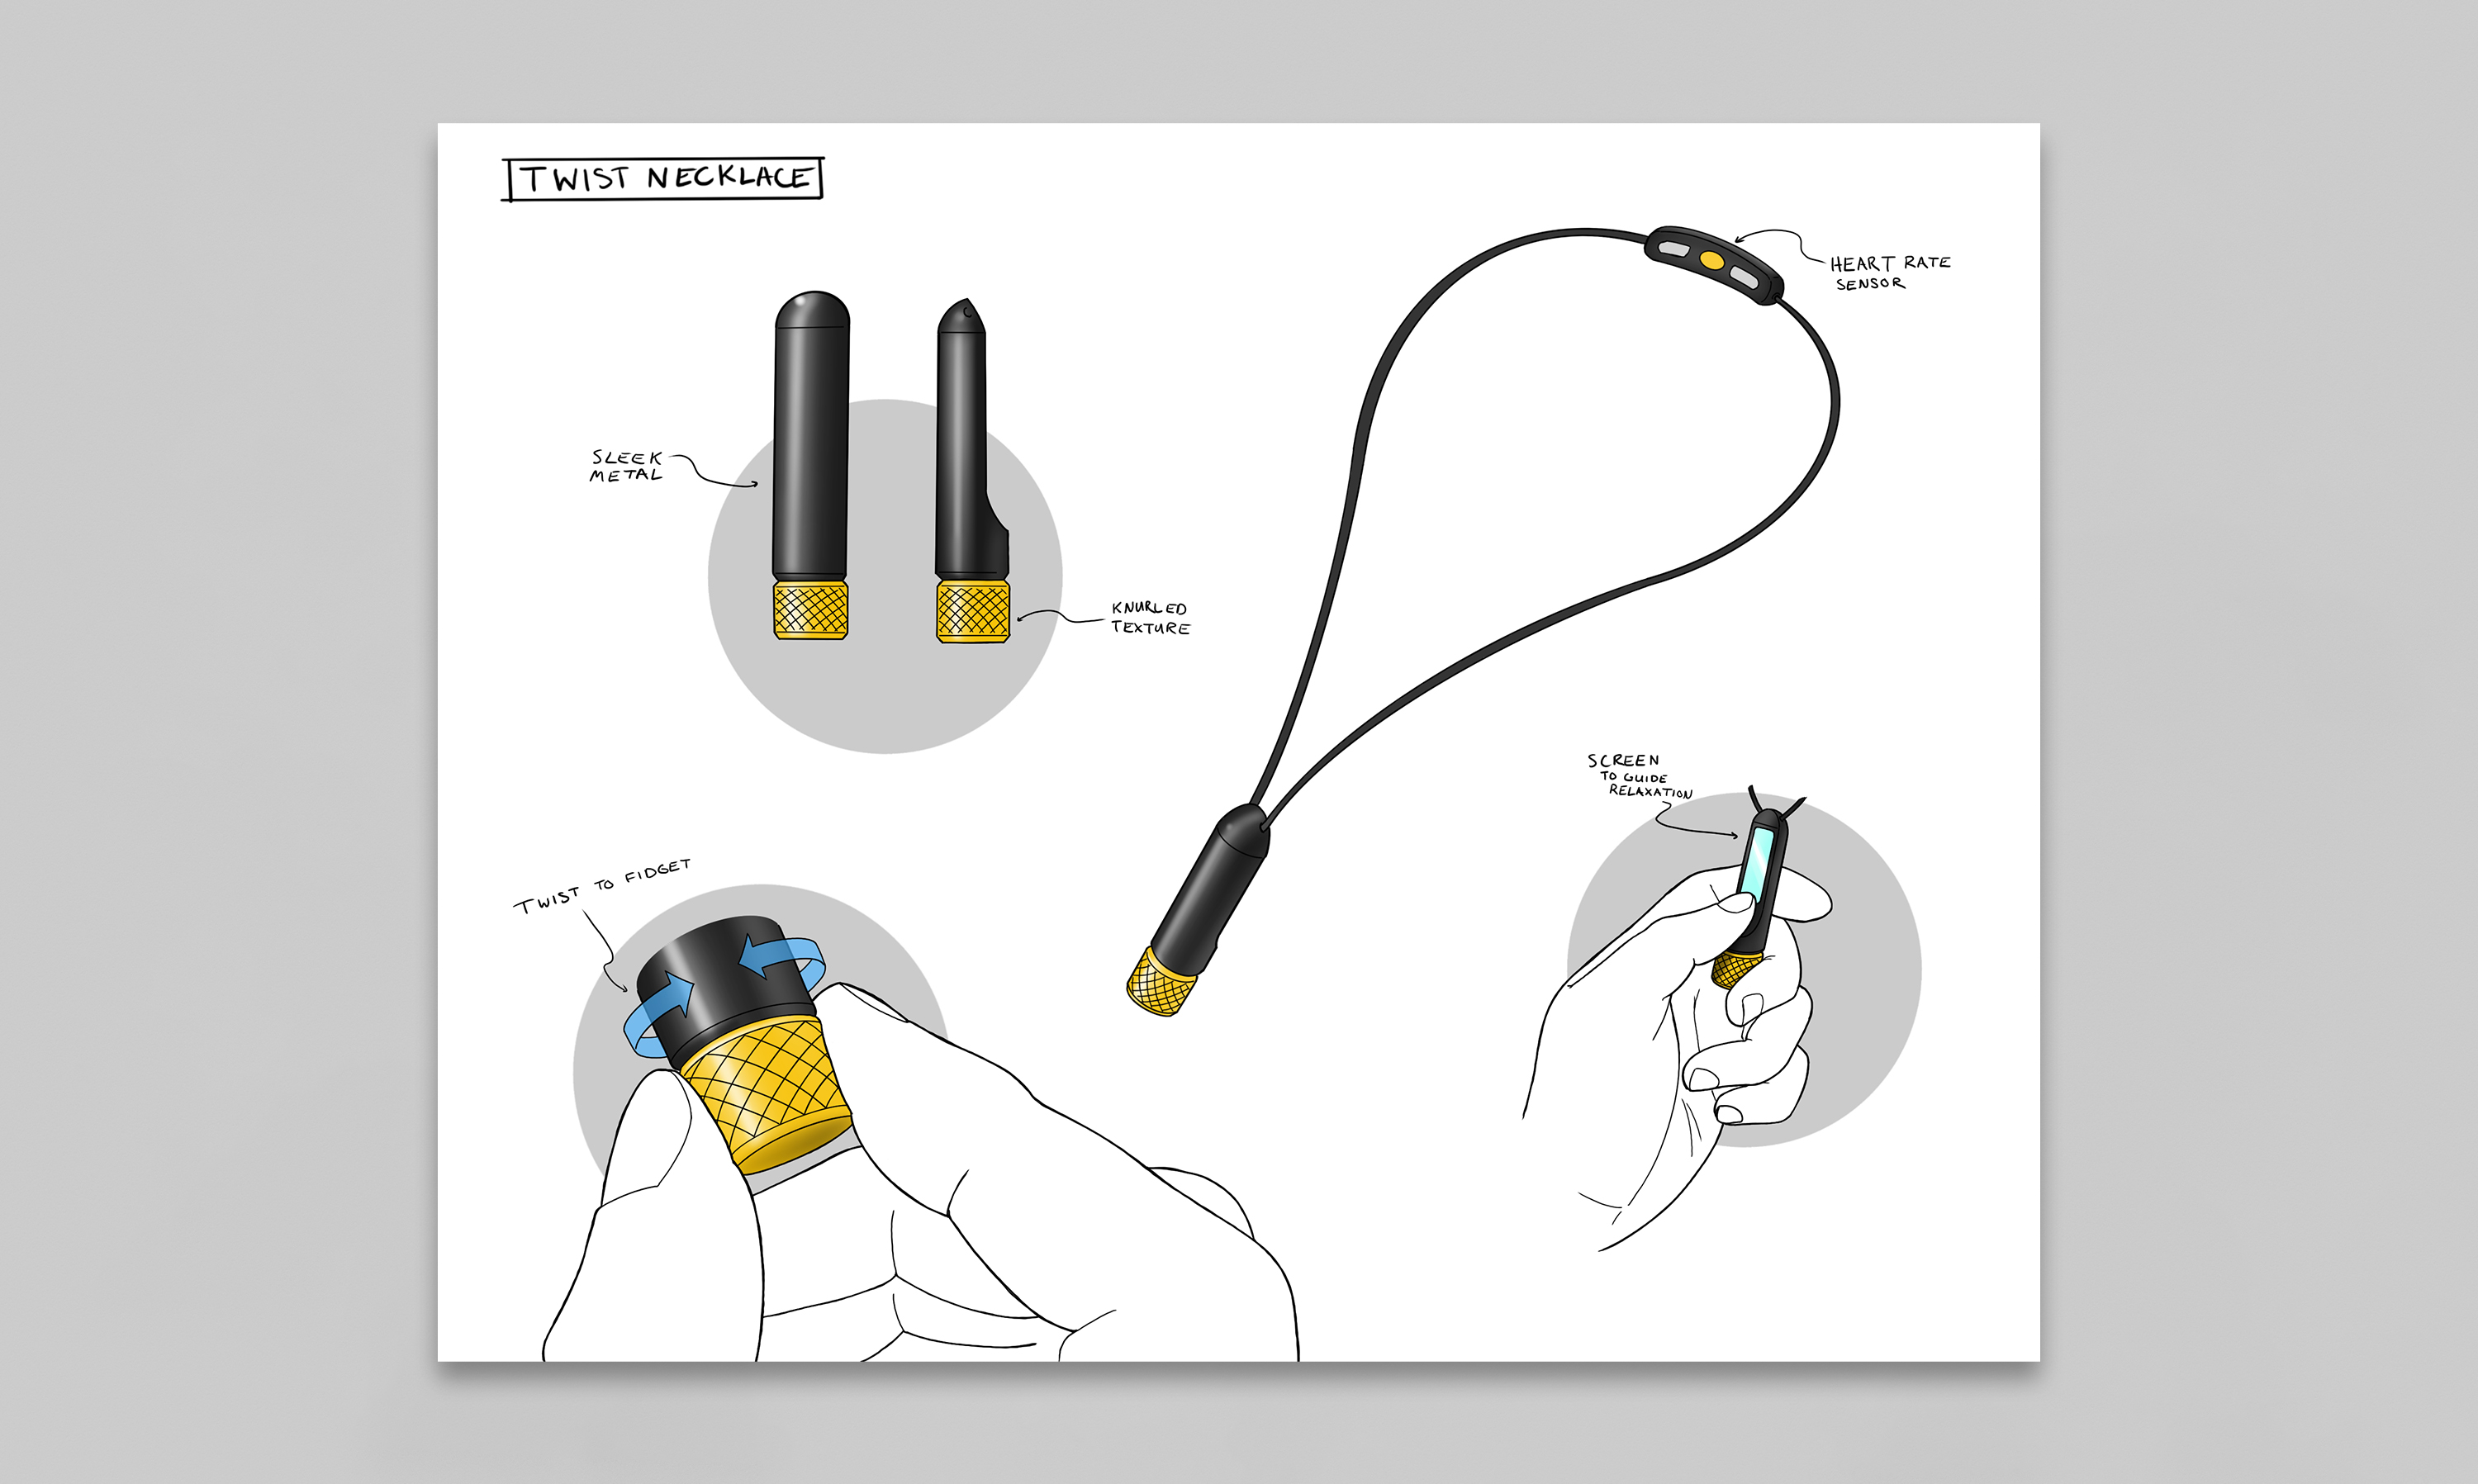 TWIST NECKLACE
HEART RATE
SENSOR
SLEEK
METAL
KNURLED
TEXTURE
SCREEN
TO GUIDE
RELAXATION
TWIST TO FIDGET